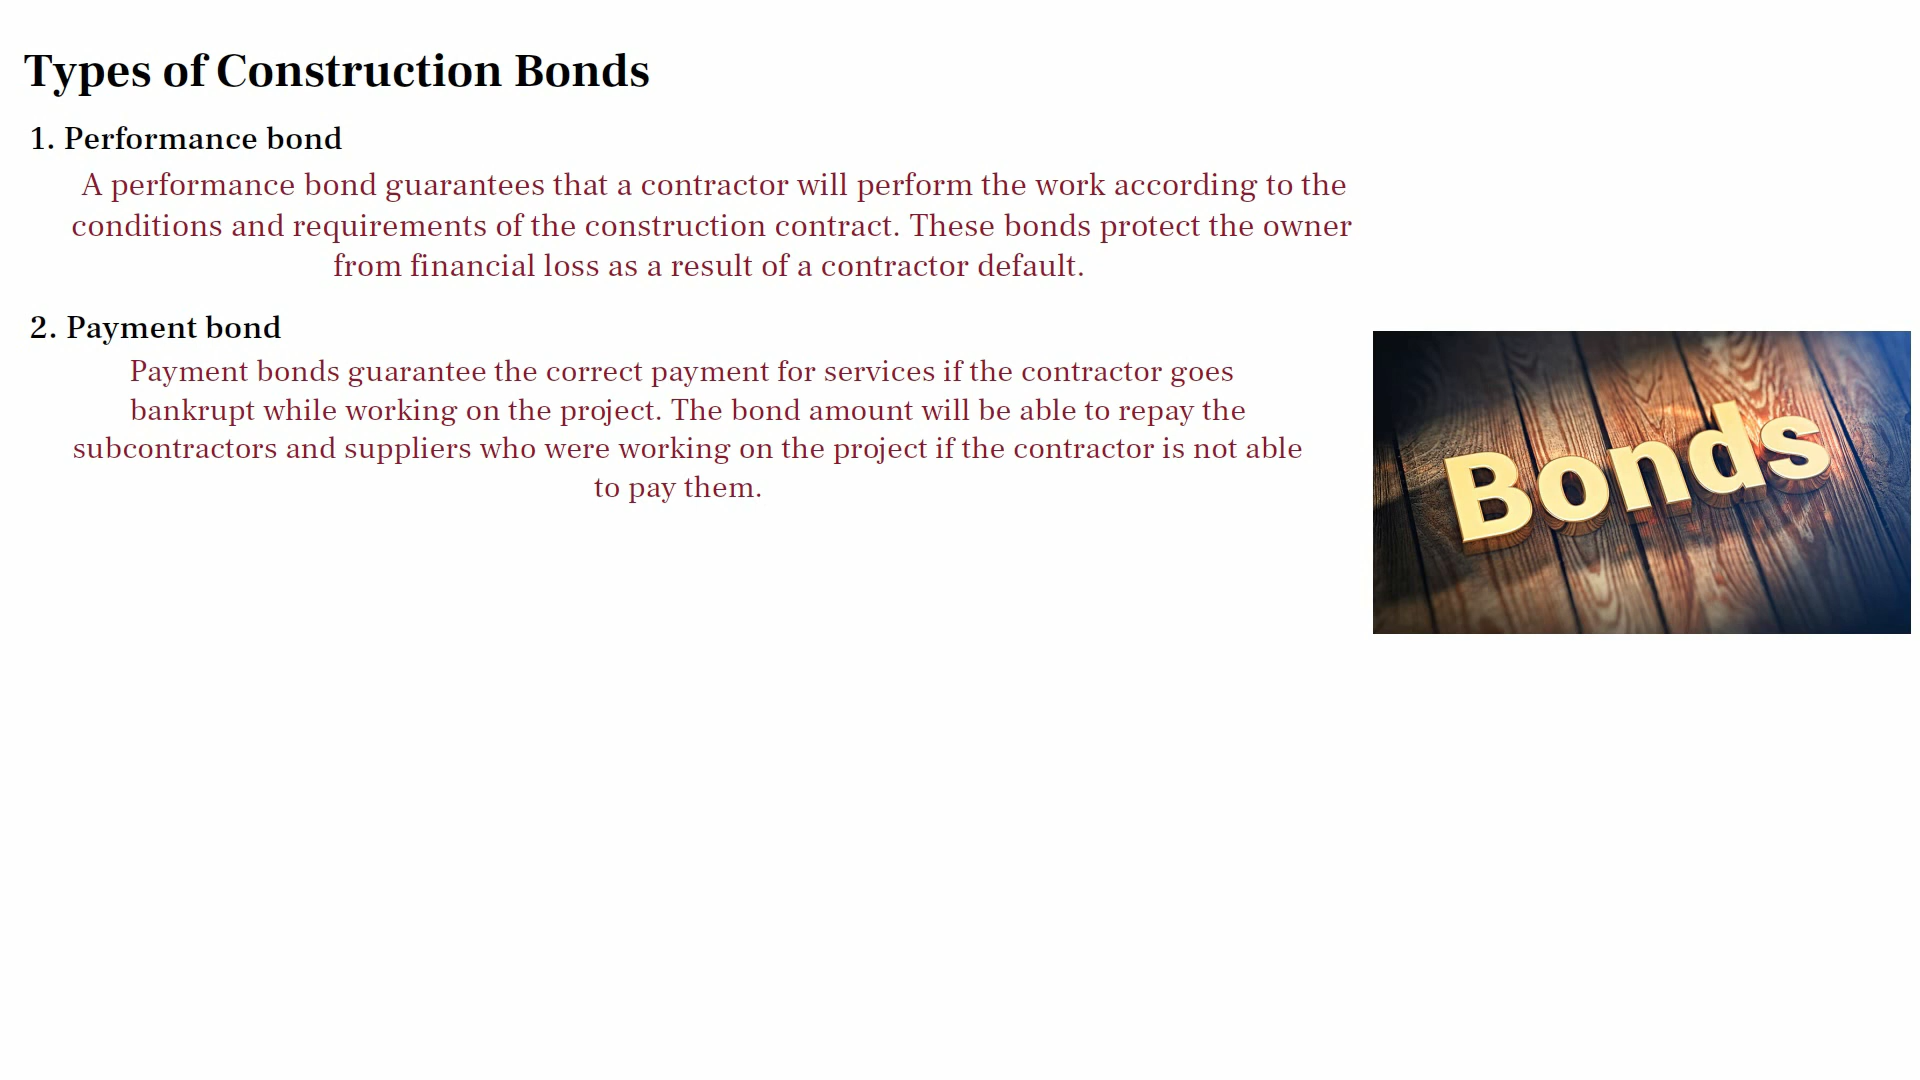 Types of Construction Bonds
1. Performance bond
A performance bond guarantees that a contractor will perform the work according to the
conditions and requirements of the construction contract. These bonds protect the owner
from financial loss as a result of a contractor default.
2. Payment bond
Payment bonds guarantee the correct payment for services if the contractor goes
bankrupt while working on the project. The bond amount will be able to repay the
subcontractors and suppliers who were working on the project if the contractor is not able
to pay them.
Bonds